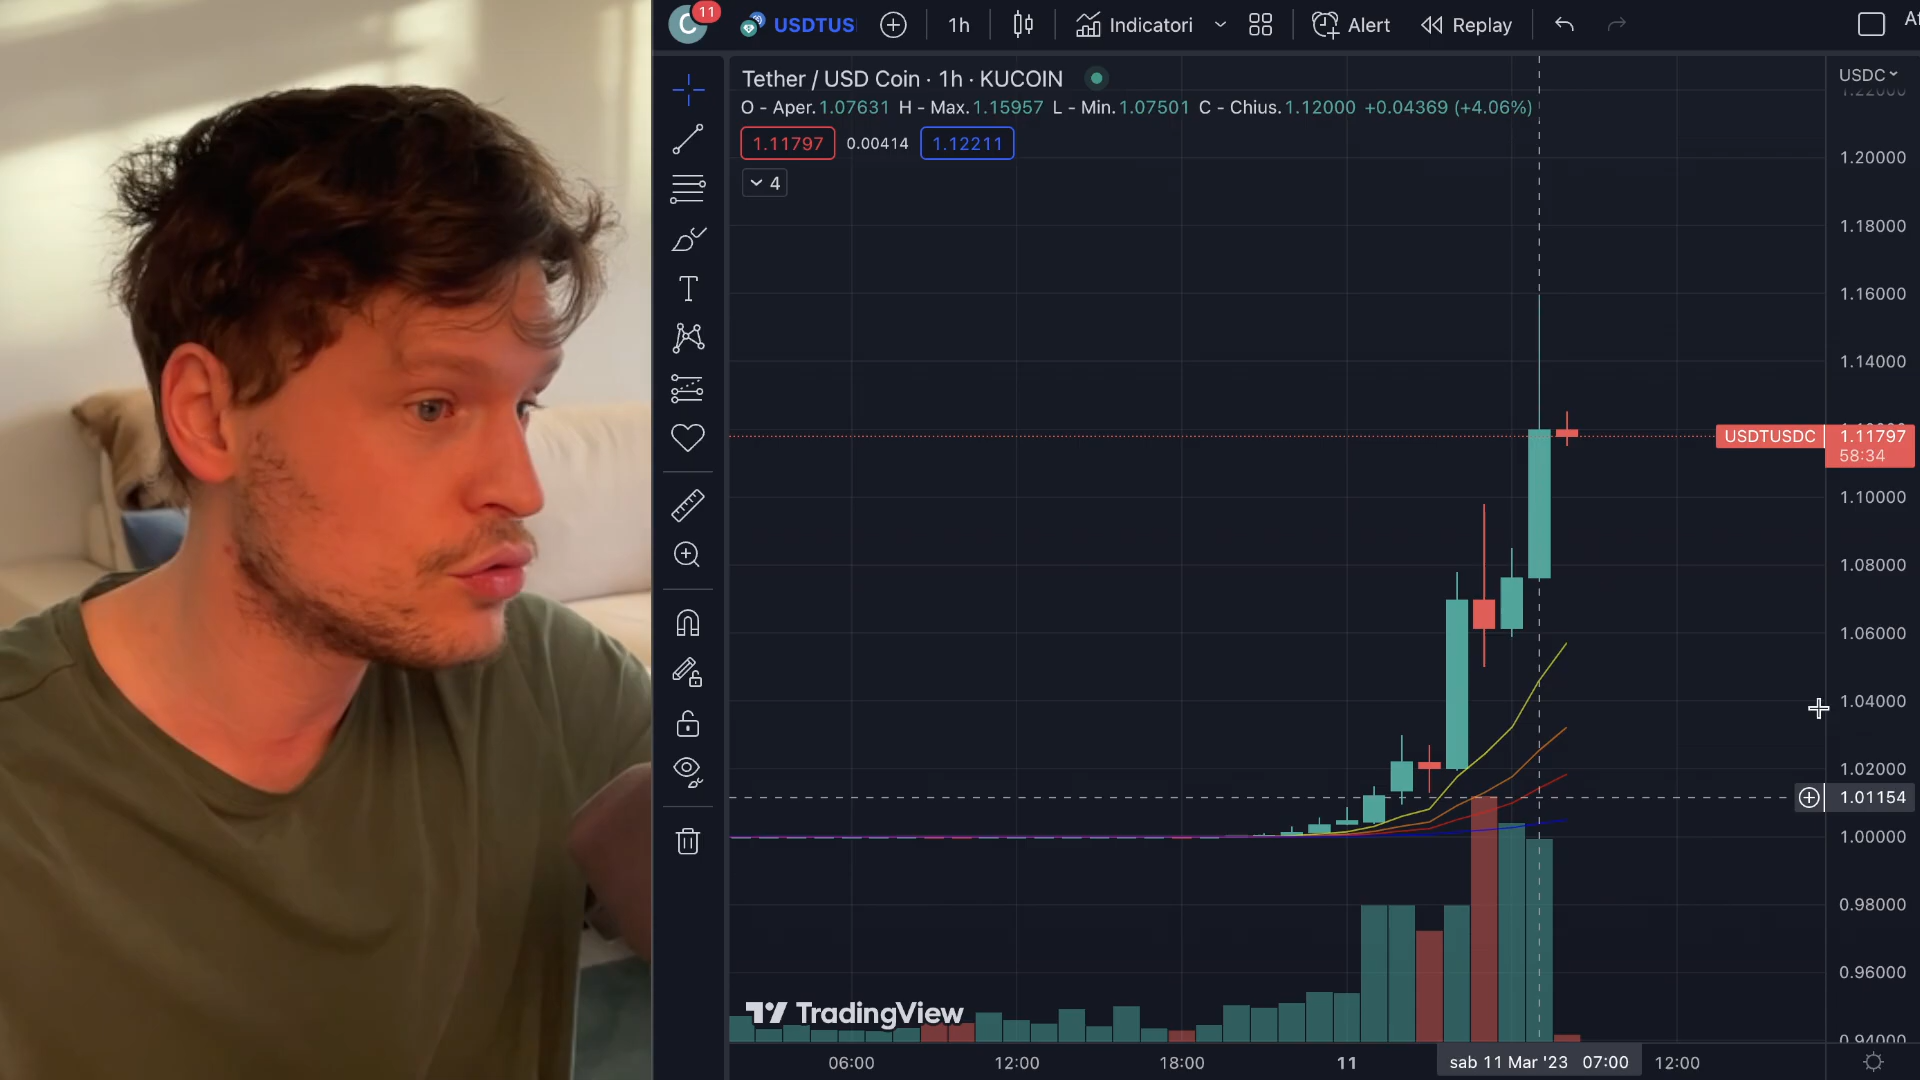 C 11 USDTUS 1h Indicatori Alert Replay
Tether / USD Coin · 1h · KUCOIN
O - Aper.1.07631 H - Max.1.15957 L - Min.1.07501 C - Chius.1.12000 +0.04369 (+4.06%)
1.11797 0.00414 1.12211
4
USDC
1.22000
1.20000
1.18000
1.16000
1.14000
USDTUSDC 1.11797
58:34
1.10000
1.08000
1.06000
1.04000
1.02000
1.01154
1.00000
0.98000
0.96000
0.94000
TradingView
06:00 12:00 18:00 11 sab 11 Mar '23 07:00 12:00